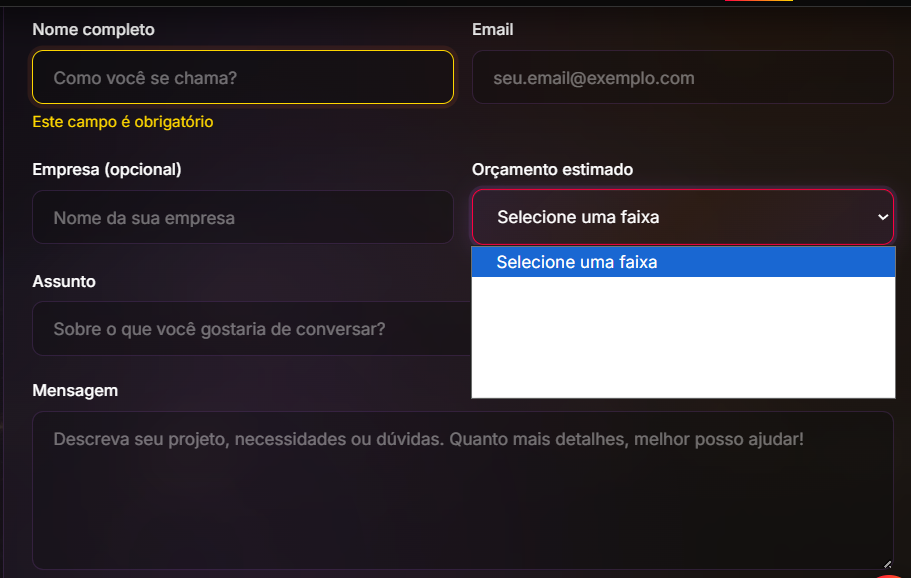 Nome completo
Email
Como você se chama?
seu.email@exemplo.com
Este campo é obrigatório
Empresa (opcional)
Orçamento estimado
Nome da sua empresa
Selecione uma faixa
Selecione uma faixa
Assunto
Sobre o que você gostaria de conversar?
Mensagem
Descreva seu projeto, necessidades ou dúvidas. Quanto mais detalhes, melhor posso ajudar!